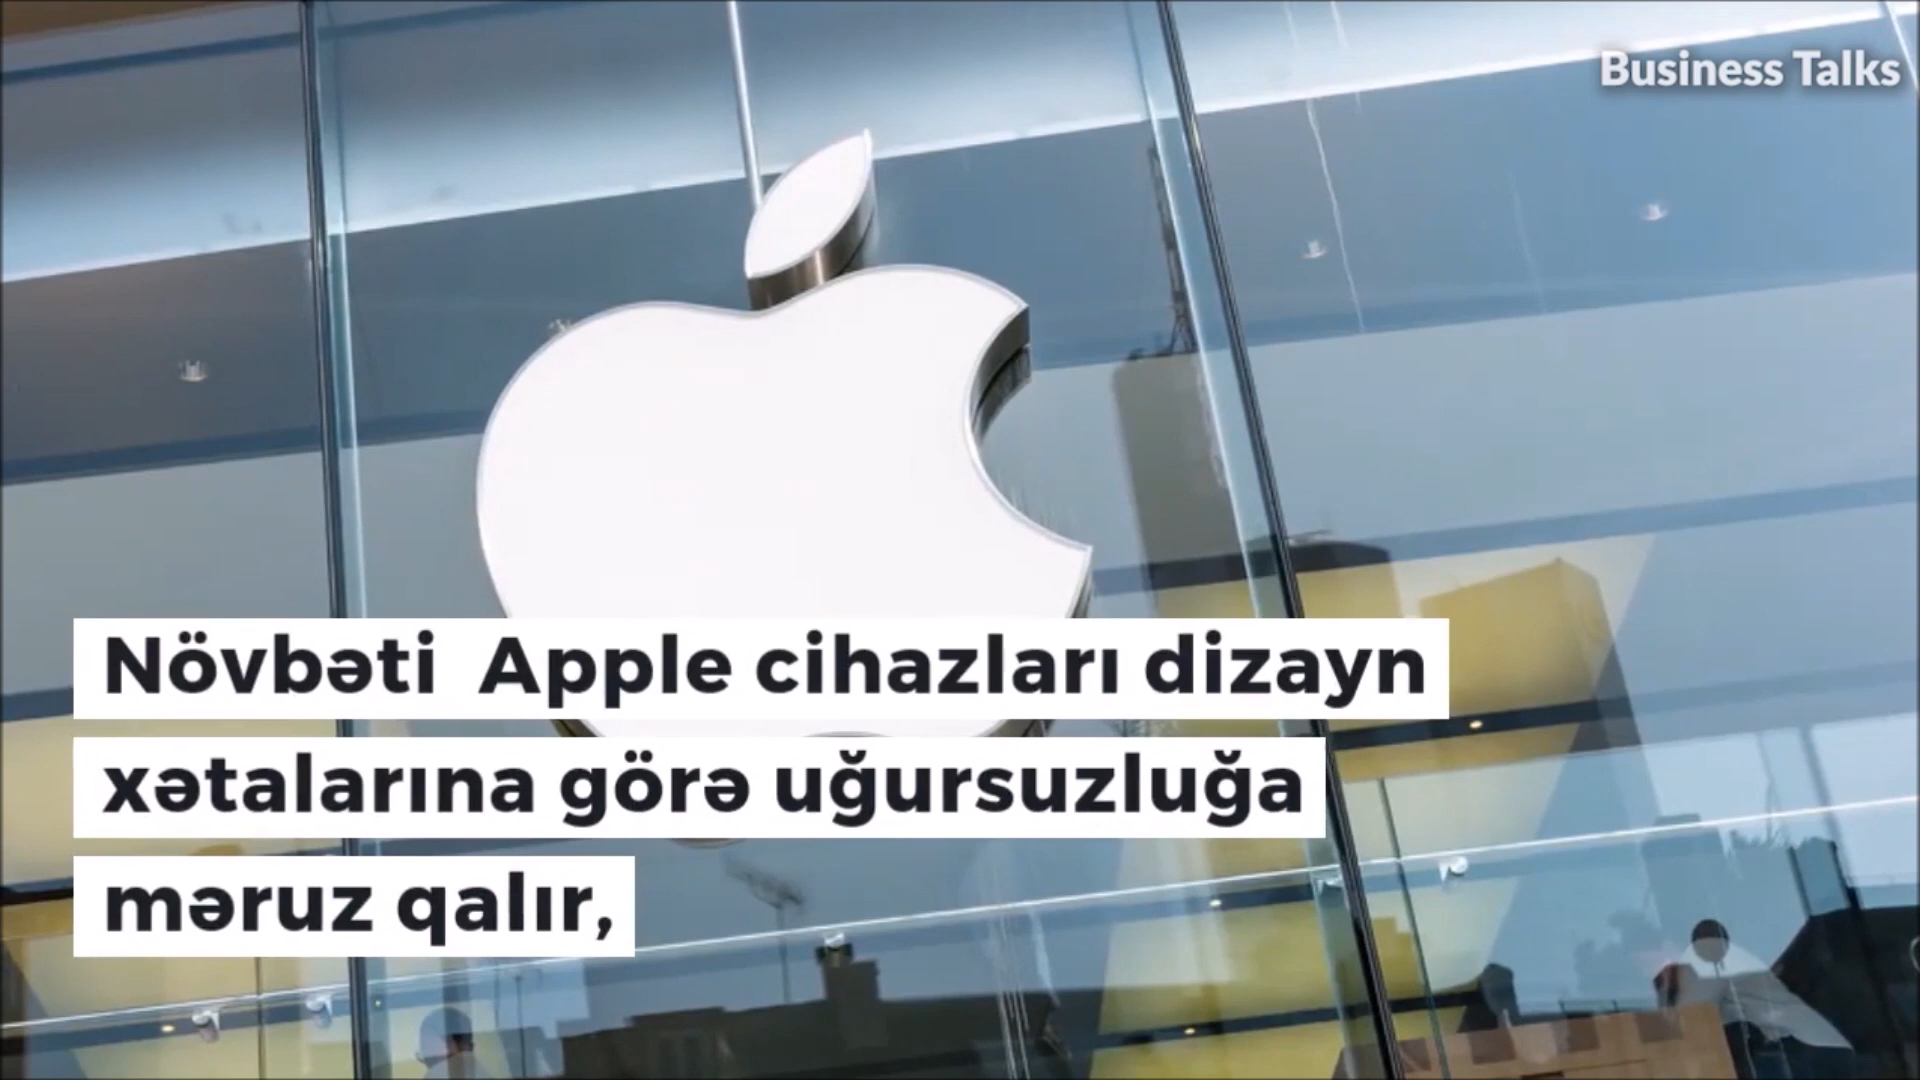 Business Talks
Növbəti Apple cihazları dizayn
xətalarına görə uğursuzluğa
məruz qalır,